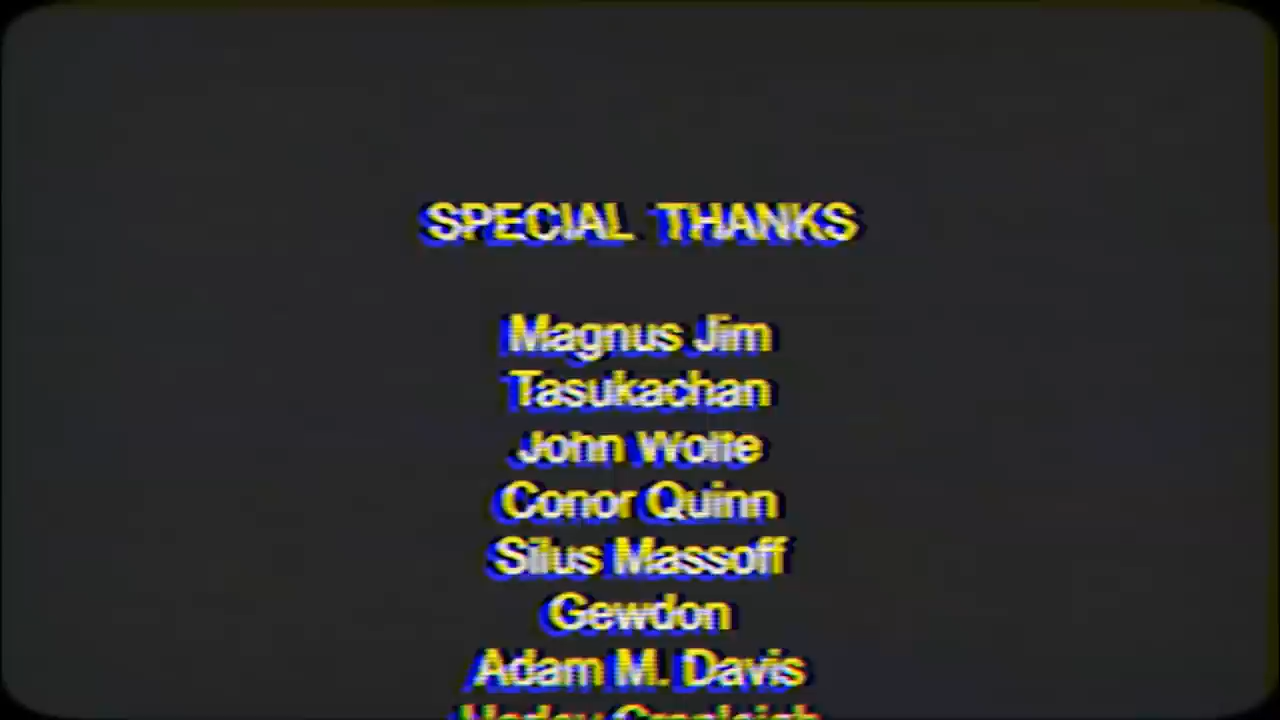 SPECIAL THANKS
Magnus Jim
Tasukachan
John Wolfe
Conor Quinn
Silus Massoff
Gewdon
Adam M. Davis